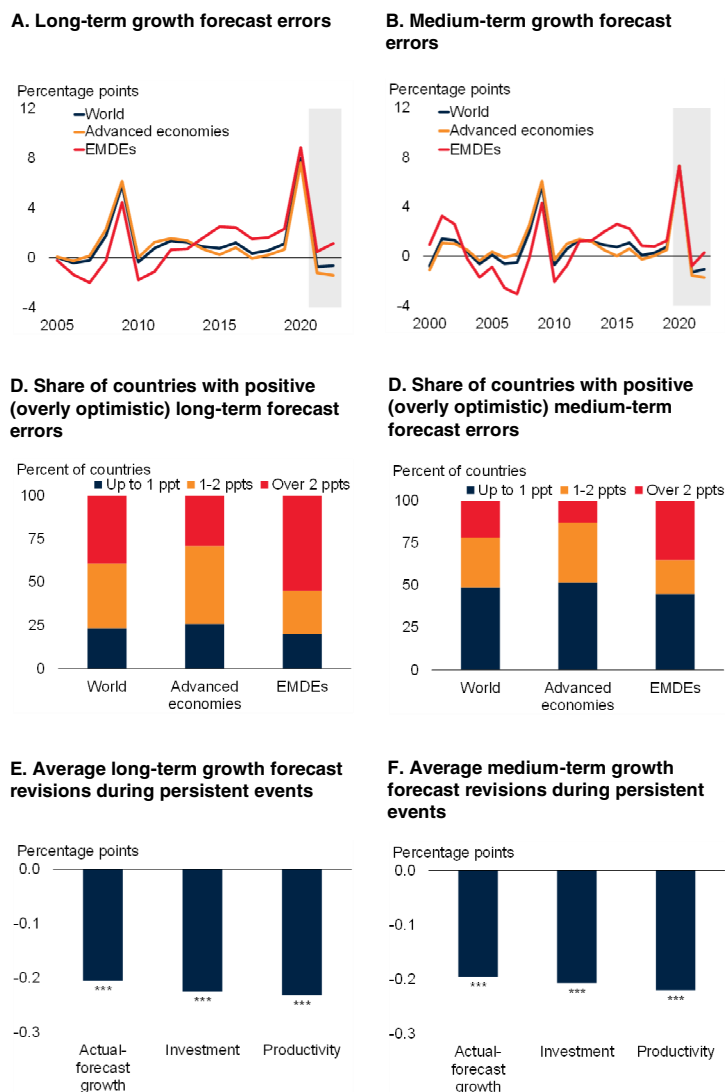 A. Long-term growth forecast errors
Percentage points
12
8
4
0
-4
World
Advanced economies
EMDEs
2005
2010
2015
2020
B. Medium-term growth forecast
errors
Percentage points
12
8
4
0
-4
World
Advanced economies
EMDEs
2000
2005
2010
2015
2020
D. Share of countries with positive
(overly optimistic) long-term forecast
errors
Percent of countries
Up to 1 ppt
1-2 ppts
Over 2 ppts
100
75
50
25
0
World
Advanced
economies
EMDEs
D. Share of countries with positive
(overly optimistic) medium-term
forecast errors
Percent of countries
Up to 1 ppt
1-2 ppts
Over 2 ppts
100
75
50
25
0
World
Advanced
economies
EMDEs
E. Average long-term growth forecast
revisions during persistent events
Percentage points
0.0
-0.1
-0.2
-0.3
***
***
***
Actual-
forecast
growth
Investment
Productivity
F. Average medium-term growth
forecast revisions during persistent
events
Percentage points
0.0
-0.1
-0.2
-0.3
***
***
***
Actual-
forecast
growth
Investment
Productivity